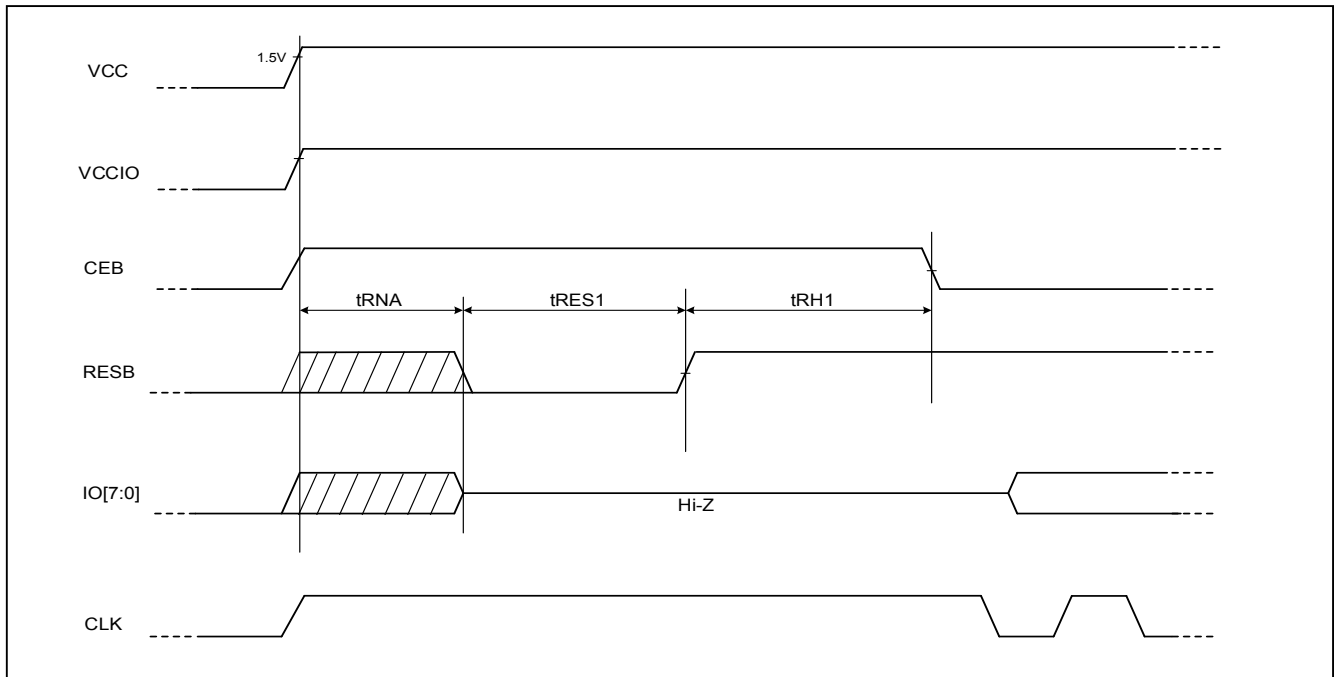 1.5V
VCC
VCCIO
CEB
tRNA
tRES1
tRH1
RESB
IO[7:0]
Hi-Z
CLK